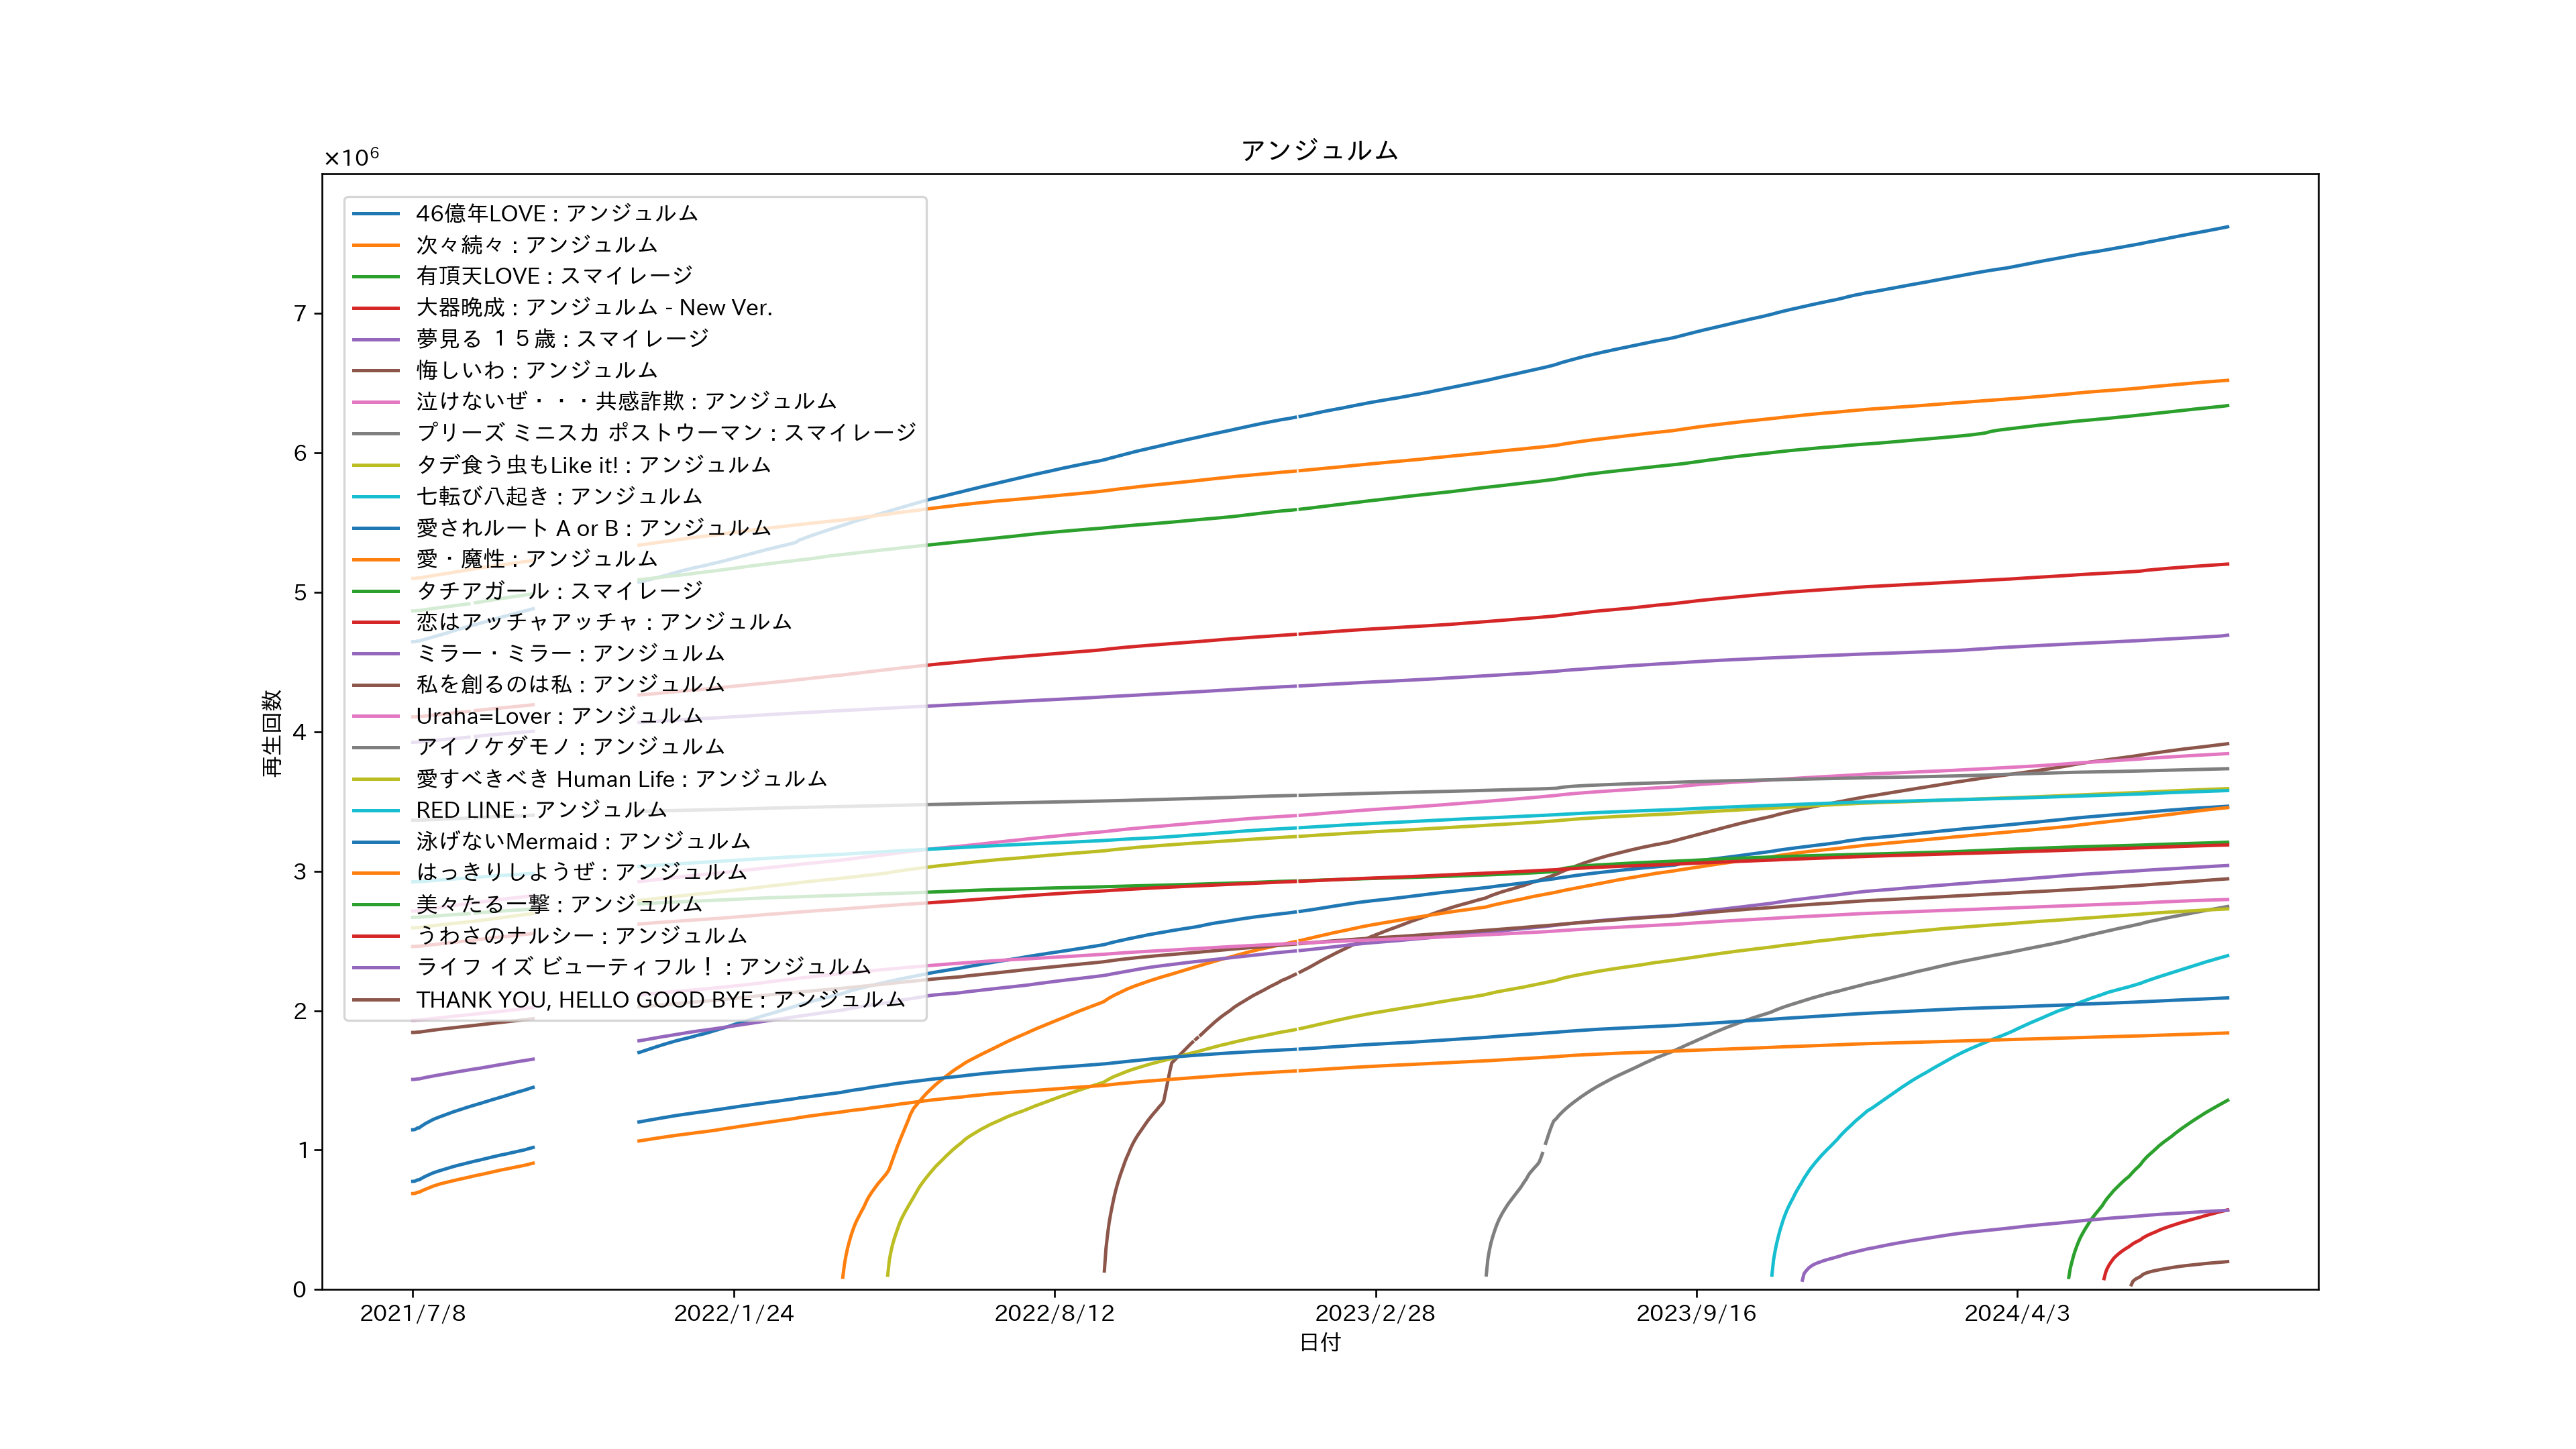 アンジュルム
×10⁶
46億年LOVE : アンジュルム
次々続々 : アンジュルム
有頂天LOVE : スマイレージ
大器晩成 : アンジュルム - New Ver.
夢見る １５歳 : スマイレージ
悔しいわ : アンジュルム
泣けないぜ・・・共感詐欺 : アンジュルム
プリーズ ミニスカ ポストウーマン : スマイレージ
タデ食う虫もLike it! : アンジュルム
七転び八起き : アンジュルム
愛されルート A or B : アンジュルム
愛・魔性 : アンジュルム
タチアガール : スマイレージ
恋はアッチャアッチャ : アンジュルム
ミラー・ミラー : アンジュルム
私を創るのは私 : アンジュルム
Uraha=Lover : アンジュルム
アイノケダモノ : アンジュルム
愛すべきべき Human Life : アンジュルム
RED LINE : アンジュルム
泳げないMermaid : アンジュルム
はっきりしようぜ : アンジュルム
美々たる一撃 : アンジュルム
うわさのナルシー : アンジュルム
ライフ イズ ビューティフル！ : アンジュルム
THANK YOU, HELLO GOOD BYE : アンジュルム
7
6
5
4
3
2
1
0
再生回数
2021/7/8
2022/1/24
2022/8/12
2023/2/28
2023/9/16
2024/4/3
日付